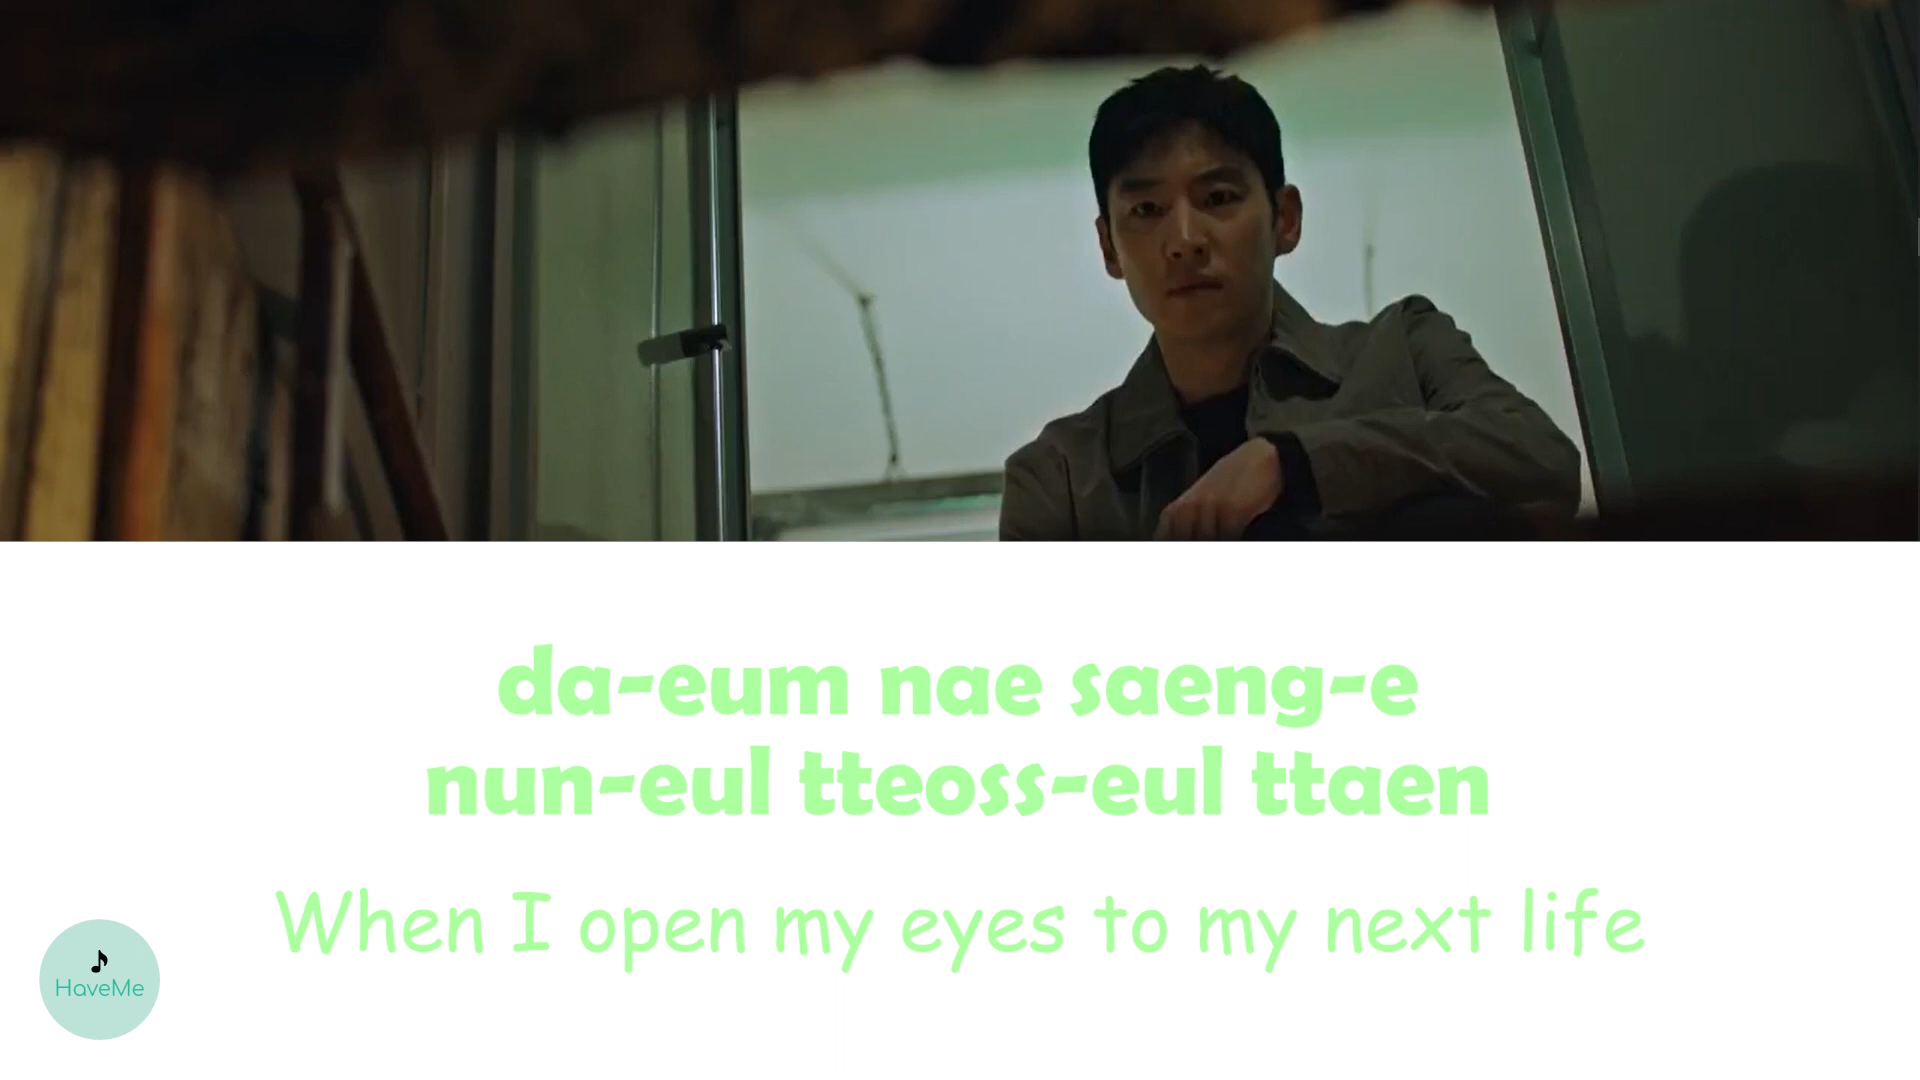 da-eum nae saeng-e
nun-eul tteoss-eul ttaen
When I open my eyes to my next life
HaveMe